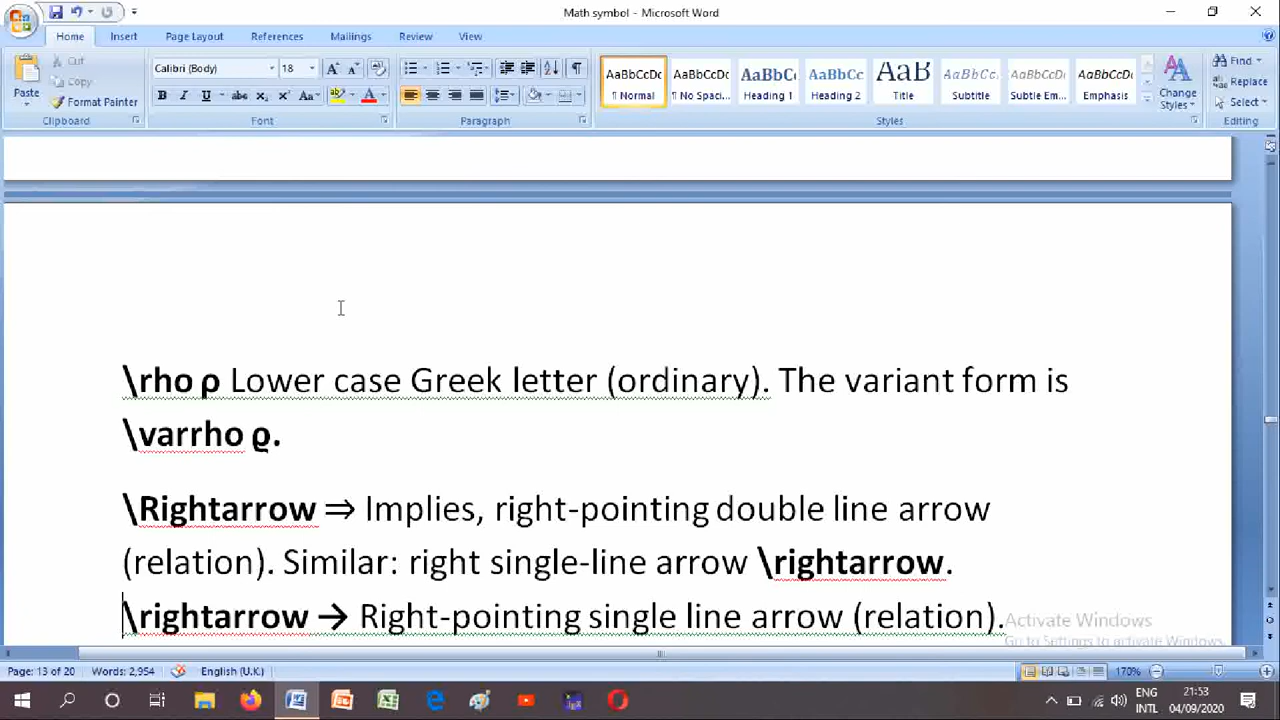 Math symbol - Microsoft Word
Home Insert Page Layout References Mailings Review View
Cut
Copy
Format Painter
Paste
Calibri (Body) 18
AaBbCcDc AaBbCcDc AaBbC AaBbCc AaB AaBbCc. AaBbCcDc AaBbCcDc
¶ Normal ¶ No Spaci... Heading 1 Heading 2 Title Subtitle Subtle Em... Emphasis
Change Styles
Find
Replace
Select
Clipboard Font Paragraph Styles Editing
\rho ρ Lower case Greek letter (ordinary). The variant form is
\varrho ϱ.
\Rightarrow ⇒ Implies, right-pointing double line arrow
(relation). Similar: right single-line arrow \rightarrow.
\rightarrow → Right-pointing single line arrow (relation).
Activate Windows
Go to Settings to activate Windows.
Page: 13 of 20 Words: 2,954 English (U.K.) 170%
ENG 21:53
INTL 04/09/2020